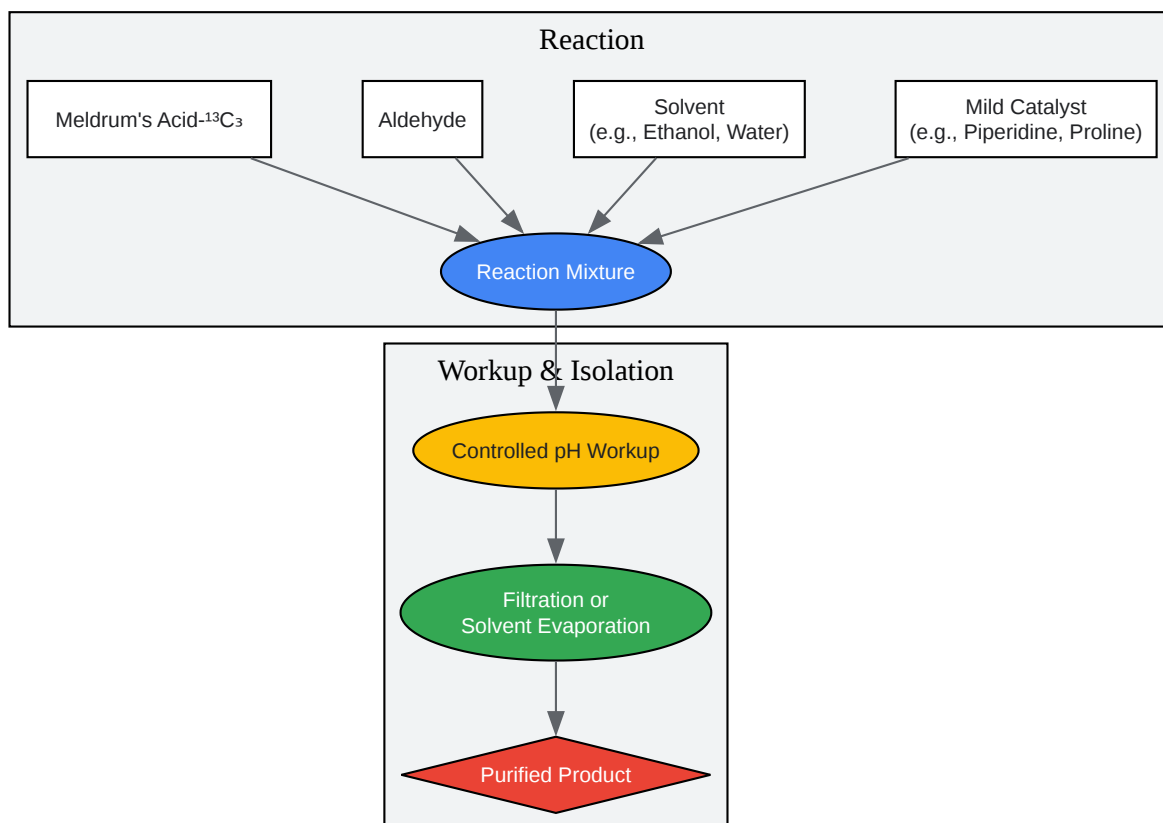 Reaction
Meldrum's Acid-¹³C₃
Aldehyde
Solvent
(e.g., Ethanol, Water)
Mild Catalyst
(e.g., Piperidine, Proline)
Reaction Mixture
Workup & Isolation
Controlled pH Workup
Filtration or
Solvent Evaporation
Purified Product